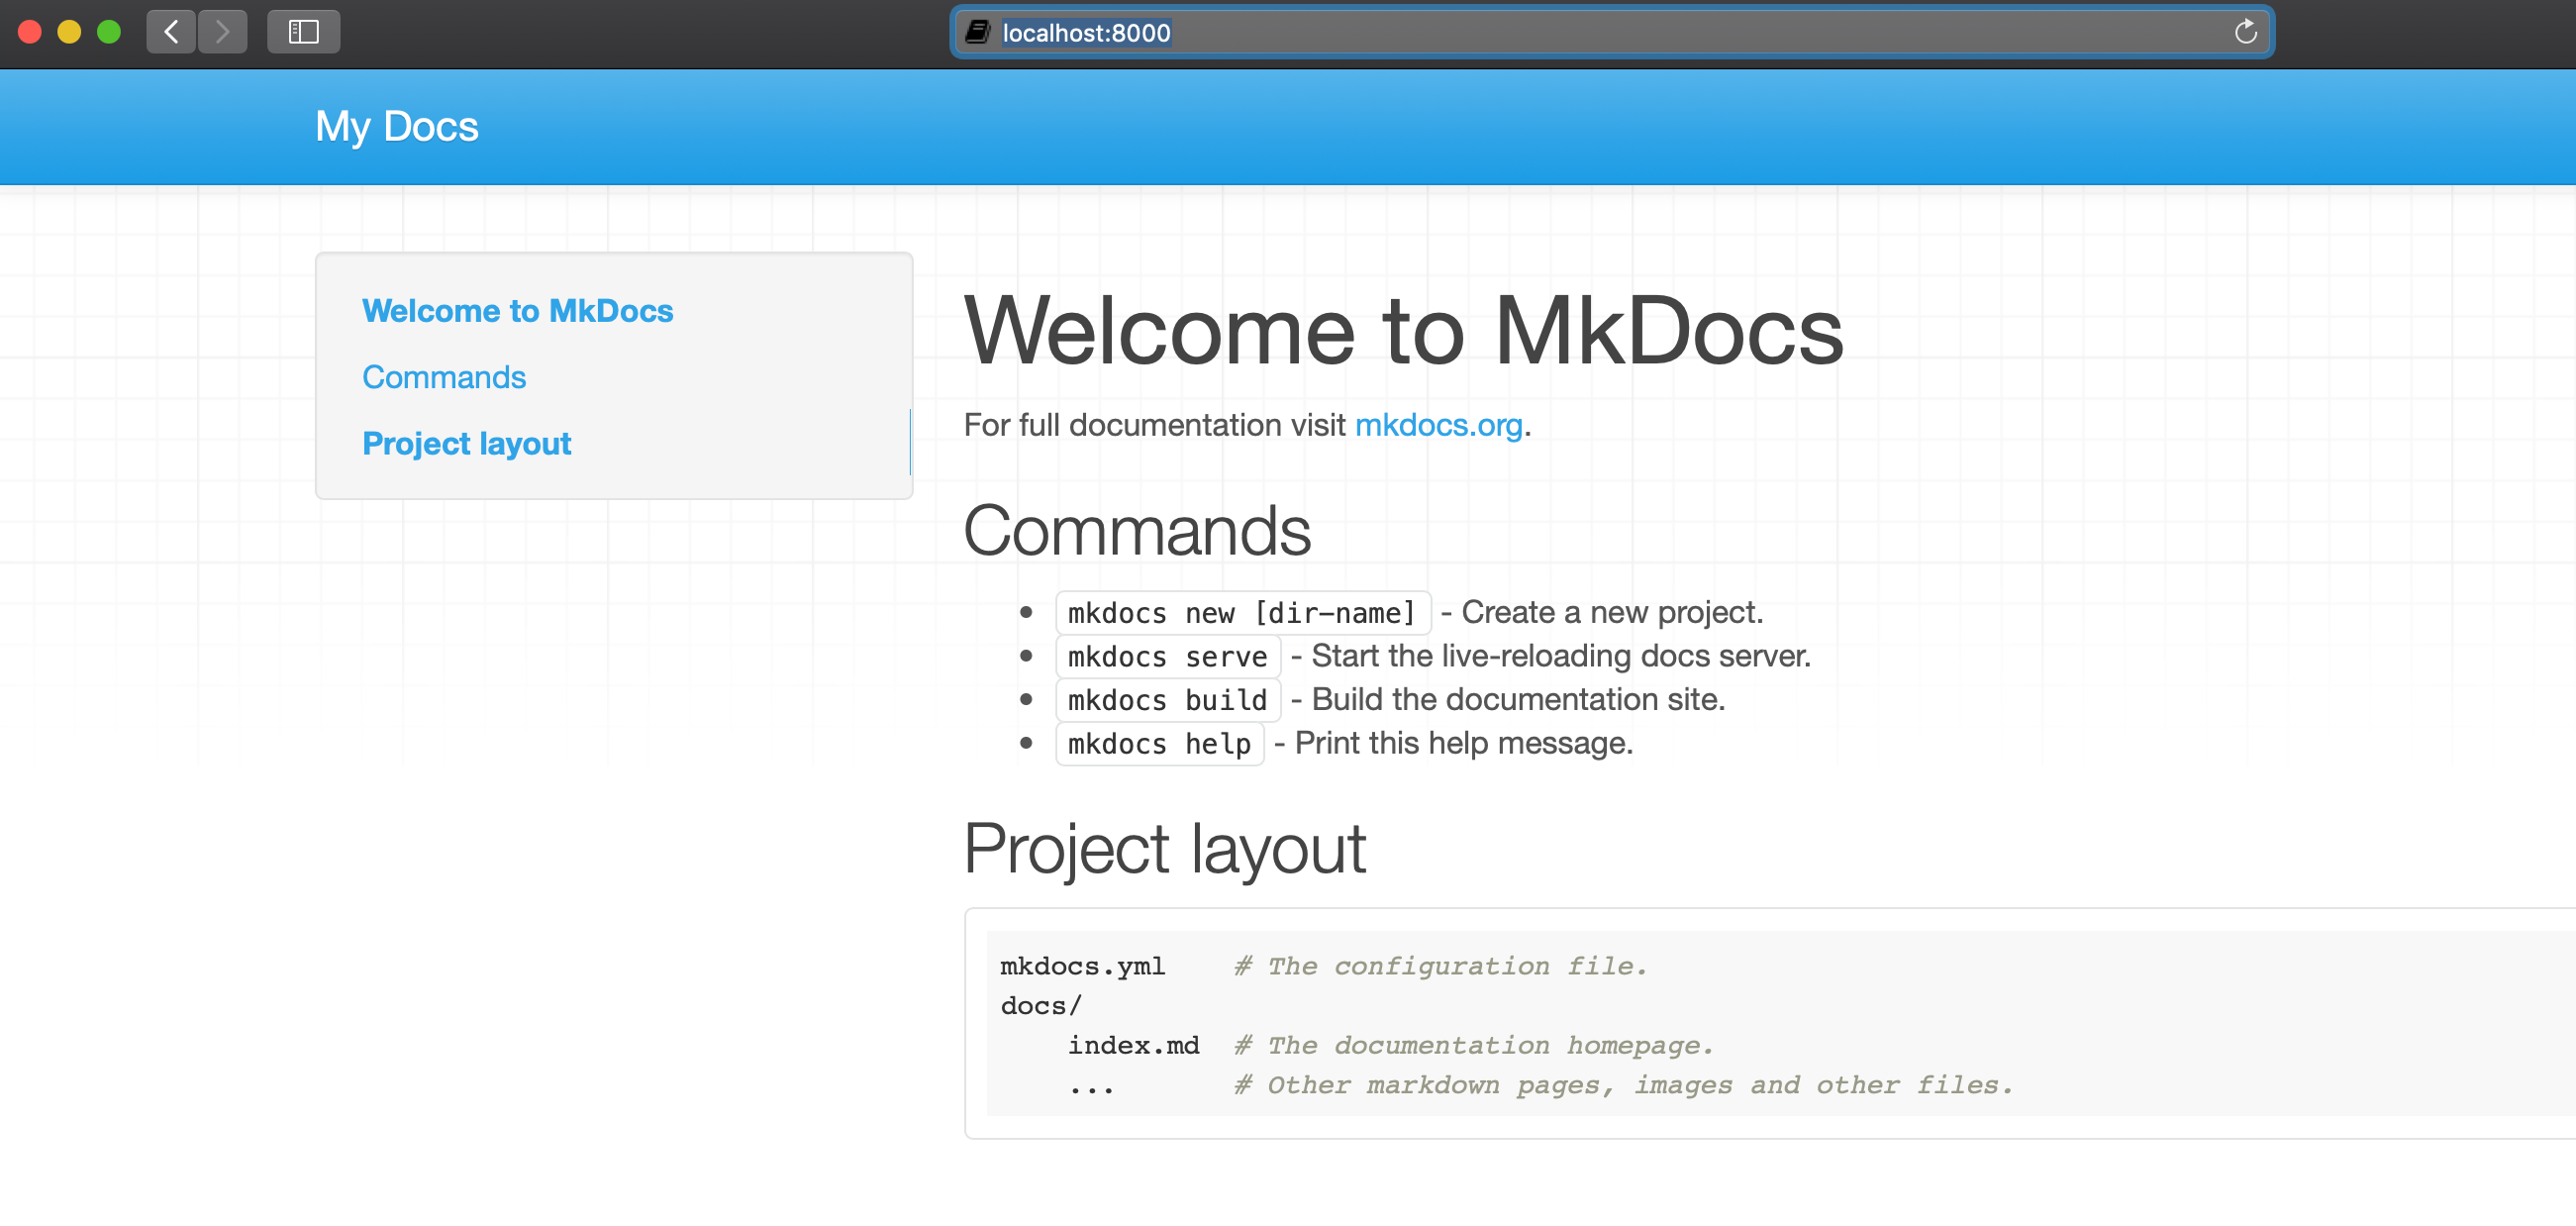 localhost:8000
My Docs
Welcome to MkDocs
Commands
Project layout
Welcome to MkDocs
For full documentation visit mkdocs.org.
Commands
mkdocs new [dir-name] - Create a new project.
mkdocs serve - Start the live-reloading docs server.
mkdocs build - Build the documentation site.
mkdocs help - Print this help message.
Project layout
mkdocs.yml    # The configuration file.
docs/
    index.md  # The documentation homepage.
    ...       # Other markdown pages, images and other files.